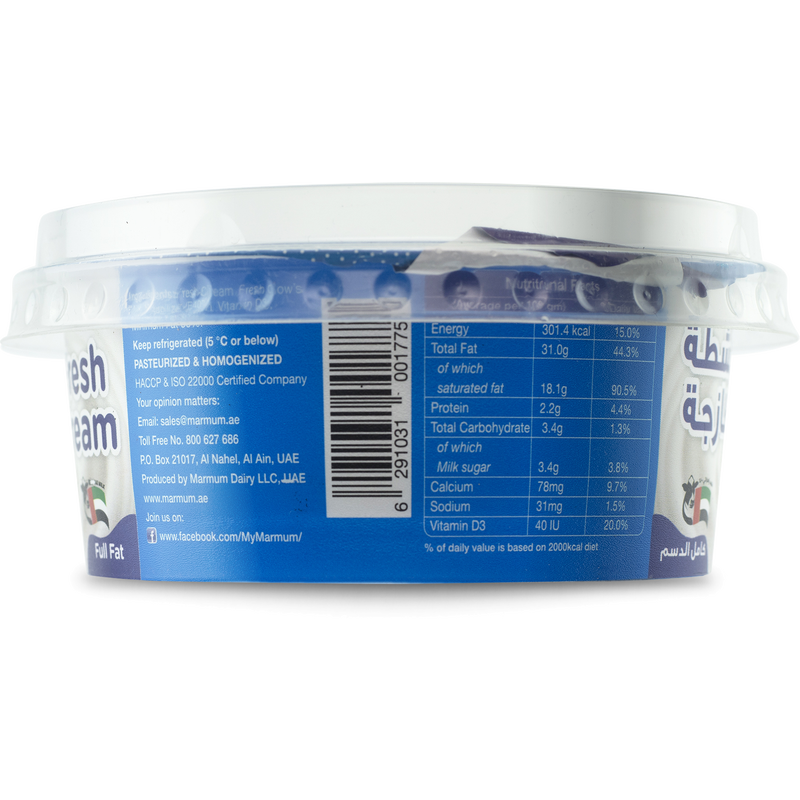 resh
eam
Full Fat
Keep refrigerated (5 °C or below)
PASTEURIZED & HOMOGENIZED
HACCP & ISO 22000 Certified Company
Your opinion matters:
Email: sales@marmum.ae
Toll Free No. 800 627 686
P.O. Box 21017, Al Nahel, Al Ain, UAE
Produced by Marmum Dairy LLC, UAE
www.marmum.ae
Join us on:
f www.facebook.com/MyMarmum/
6 291031 001775
Nutritional Facts
Energy 301.4 kcal 15.0%
Total Fat 31.0g 44.3%
of which
saturated fat 18.1g 90.5%
Protein 2.2g 4.4%
Total Carbohydrate 3.4g 1.3%
of which
Milk sugar 3.4g 3.8%
Calcium 78mg 9.7%
Sodium 31mg 1.5%
Vitamin D3 40 IU 20.0%
% of daily value is based on 2000kcal diet
كامل الدسم